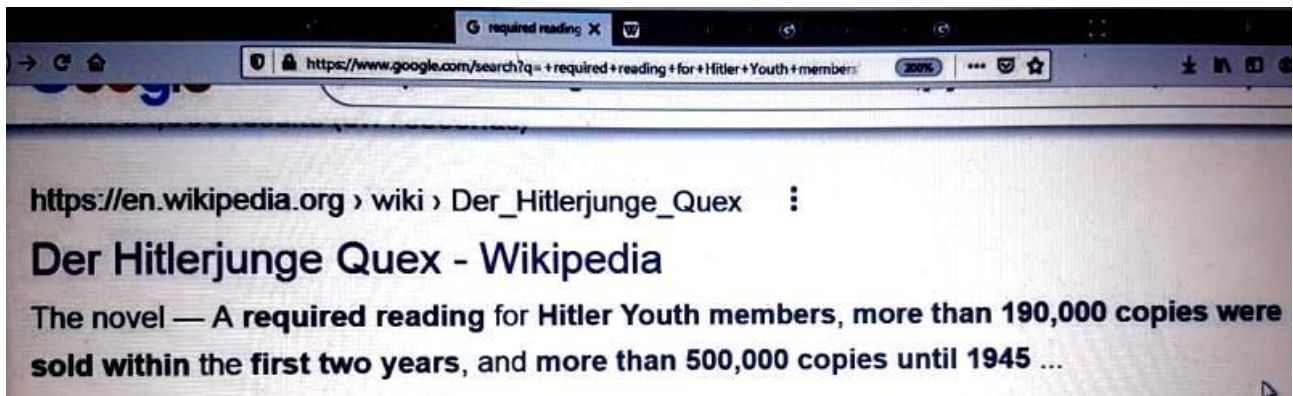 G required reading X
https://www.google.com/search?q=+required+reading+for+Hitler+Youth+members 200%
https://en.wikipedia.org › wiki › Der_Hitlerjunge_Quex
Der Hitlerjunge Quex - Wikipedia
The novel — A required reading for Hitler Youth members, more than 190,000 copies were
sold within the first two years, and more than 500,000 copies until 1945 ...